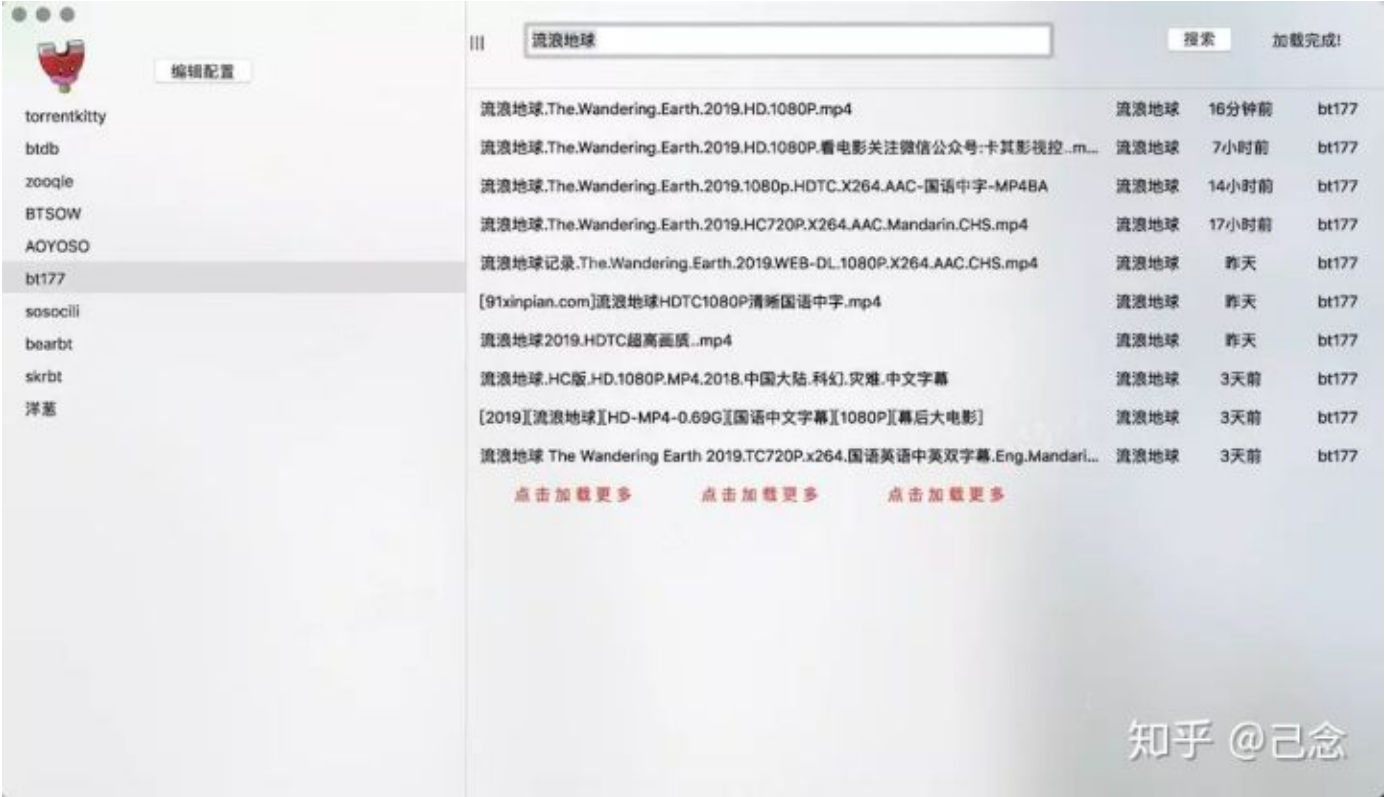 流浪地球
搜索
加载完成!
编辑配置
torrentkitty
btdb
zooqle
BTSOW
AOYOSO
bt177
sosocili
bearbt
skrbt
洋葱
流浪地球.The.Wandering.Earth.2019.HD.1080P.mp4 流浪地球 16分钟前 bt177
流浪地球.The.Wandering.Earth.2019.HD.1080P.看电影关注微信公众号:卡其影视控..m... 流浪地球 7小时前 bt177
流浪地球.The.Wandering.Earth.2019.1080p.HDTC.X264.AAC-国语中字-MP4BA 流浪地球 14小时前 bt177
流浪地球.The.Wandering.Earth.2019.HC720P.X264.AAC.Mandarin.CHS.mp4 流浪地球 17小时前 bt177
流浪地球记录.The.Wandering.Earth.2019.WEB-DL.1080P.X264.AAC.CHS.mp4 流浪地球 昨天 bt177
[91xinpian.com]流浪地球HDTC1080P清晰国语中字.mp4 流浪地球 昨天 bt177
流浪地球2019.HDTC超高画质..mp4 流浪地球 昨天 bt177
流浪地球.HC版.HD.1080P.MP4.2018.中国大陆.科幻.灾难.中文字幕 流浪地球 3天前 bt177
[2019][流浪地球][HD-MP4-0.69G][国语中文字幕][1080P][幕后大电影] 流浪地球 3天前 bt177
流浪地球 The Wandering Earth 2019.TC720P.x264.国语英语中英双字幕.Eng.Mandari... 流浪地球 3天前 bt177
点击加载更多 点击加载更多 点击加载更多
知乎 @己念